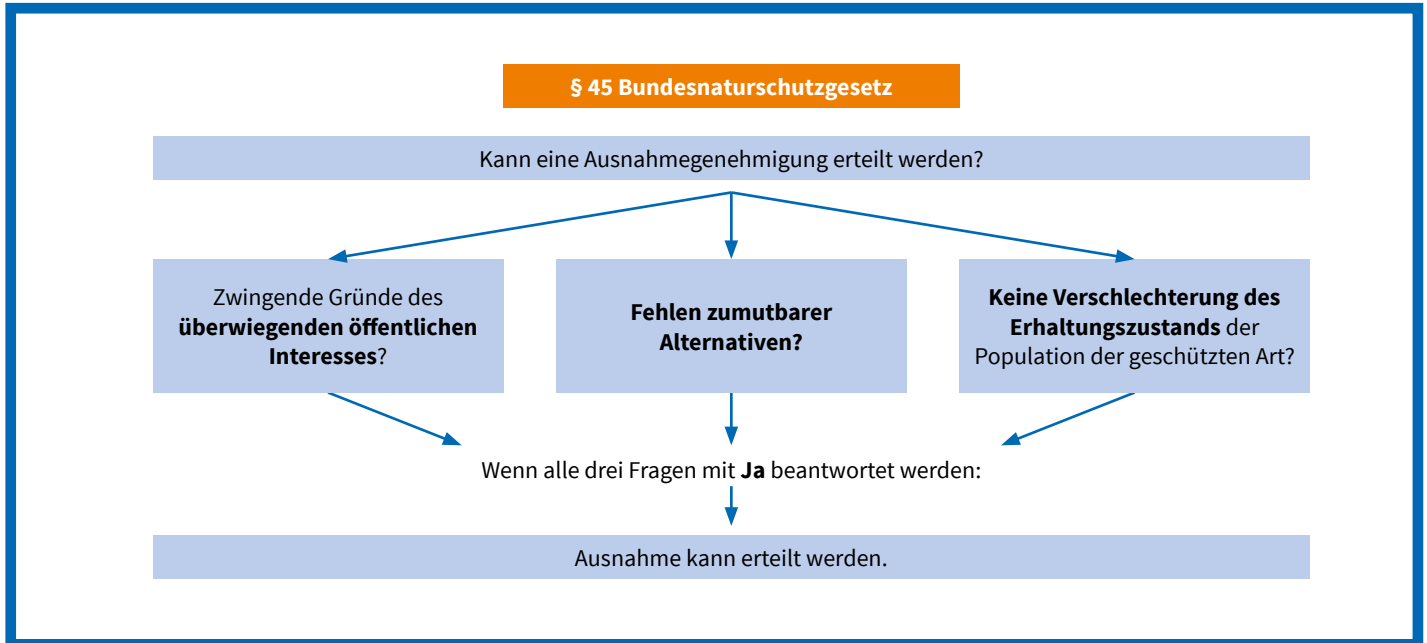 § 45 Bundesnaturschutzgesetz
Kann eine Ausnahmegenehmigung erteilt werden?
Zwingende Gründe des
überwiegenden öffentlichen
Interesses?
Fehlen zumutbarer
Alternativen?
Keine Verschlechterung des
Erhaltungszustands der
Population der geschützten Art?
Wenn alle drei Fragen mit Ja beantwortet werden:
Ausnahme kann erteilt werden.